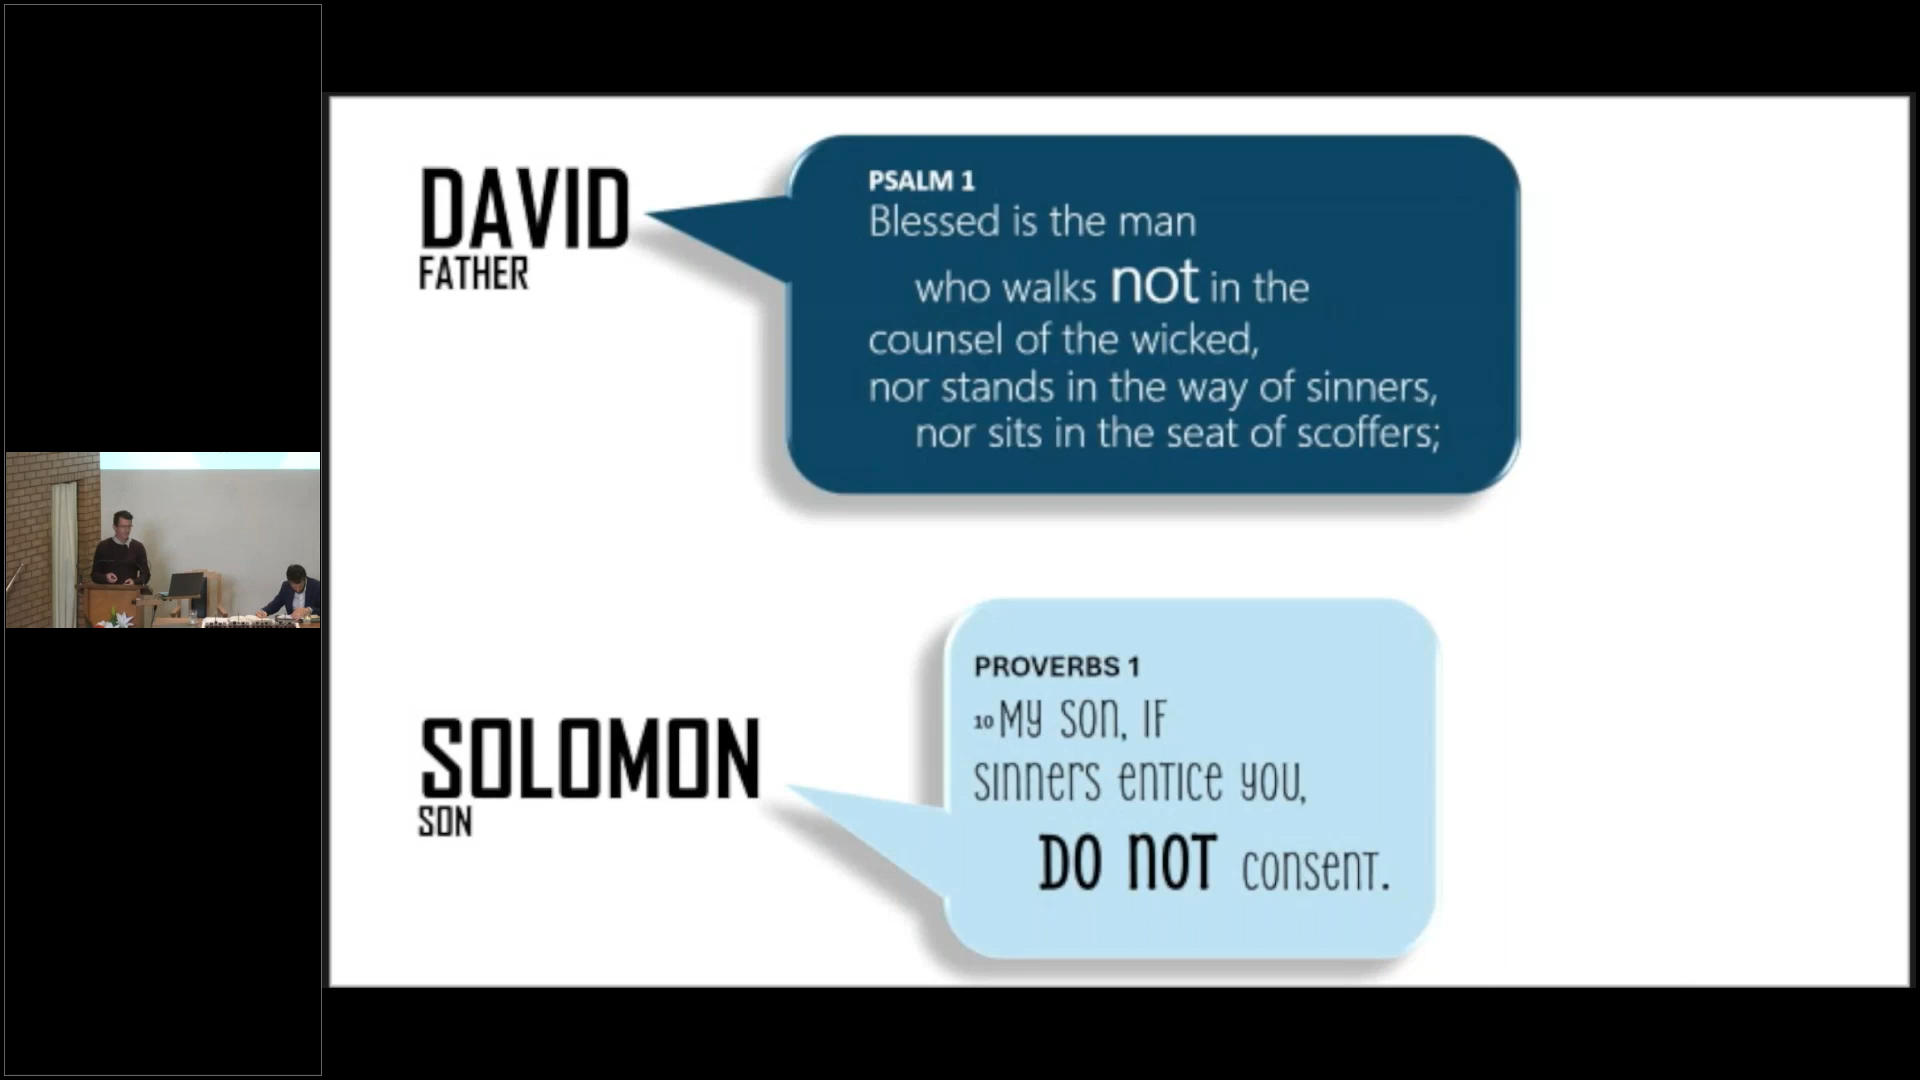 DAVID
FATHER
PSALM 1
Blessed is the man
who walks not in the
counsel of the wicked,
nor stands in the way of sinners,
nor sits in the seat of scoffers;
SOLOMON
SON
PROVERBS 1
10 My son, if
sinners entice you,
DO NOT consent.